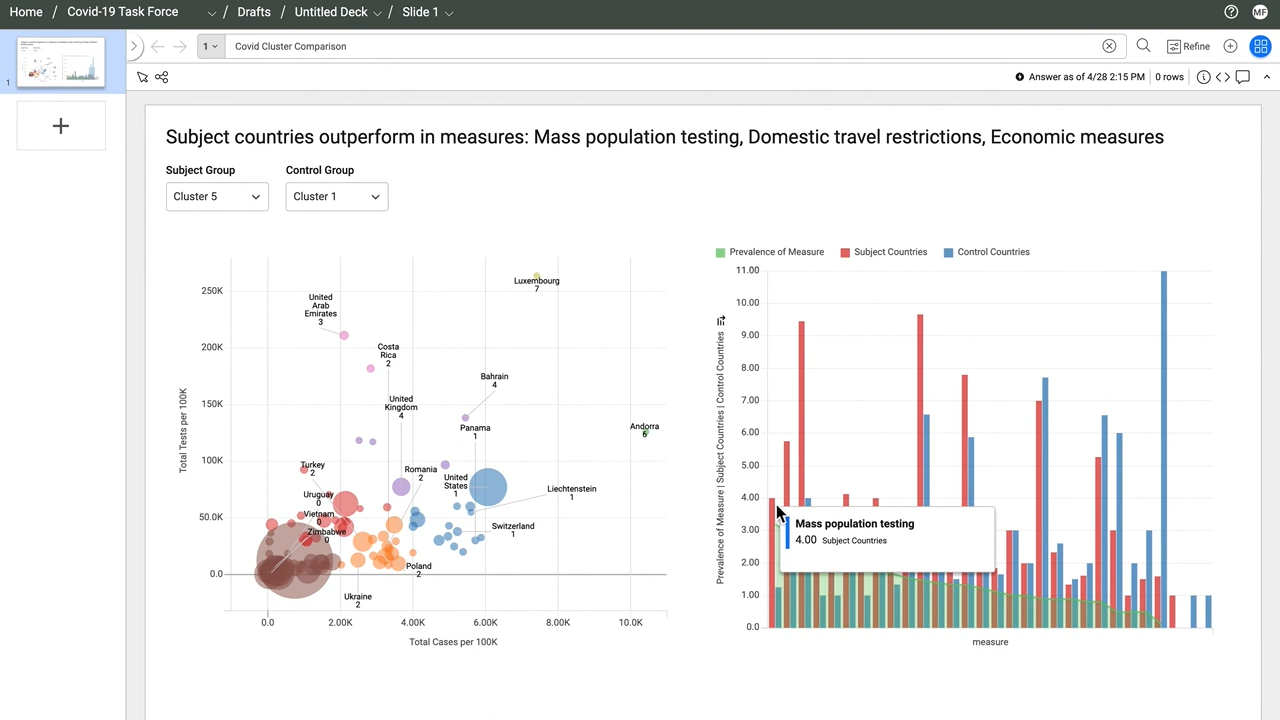 Home / Covid-19 Task Force / Drafts / Untitled Deck / Slide 1
MF
1
1
Covid Cluster Comparison
Refine
Answer as of 4/28 2:15 PM
0 rows
Subject countries outperform in measures: Mass population testing, Domestic travel restrictions, Economic measures
Subject Group
Control Group
Cluster 5
Cluster 1
Total Tests per 100K
250K
200K
150K
100K
50.0K
0.0
United
Arab
Emirates
3
Luxembourg
7
Costa
Rica
2
Bahrain
4
United
Kingdom
4
Panama
1
Andorra
6
Turkey
2
Romania
2
United
States
1
Liechtenstein
1
Uruguay
0
Vietnam
0
Zimbabwe
0
Switzerland
1
Poland
2
Ukraine
2
0.0
2.00K
4.00K
6.00K
8.00K
10.0K
Total Cases per 100K
Prevalence of Measure
Subject Countries
Control Countries
Prevalence of Measure | Subject Countries | Control Countries
11.00
10.00
9.00
8.00
7.00
6.00
5.00
4.00
3.00
2.00
1.00
0.0
Mass population testing
4.00 Subject Countries
measure